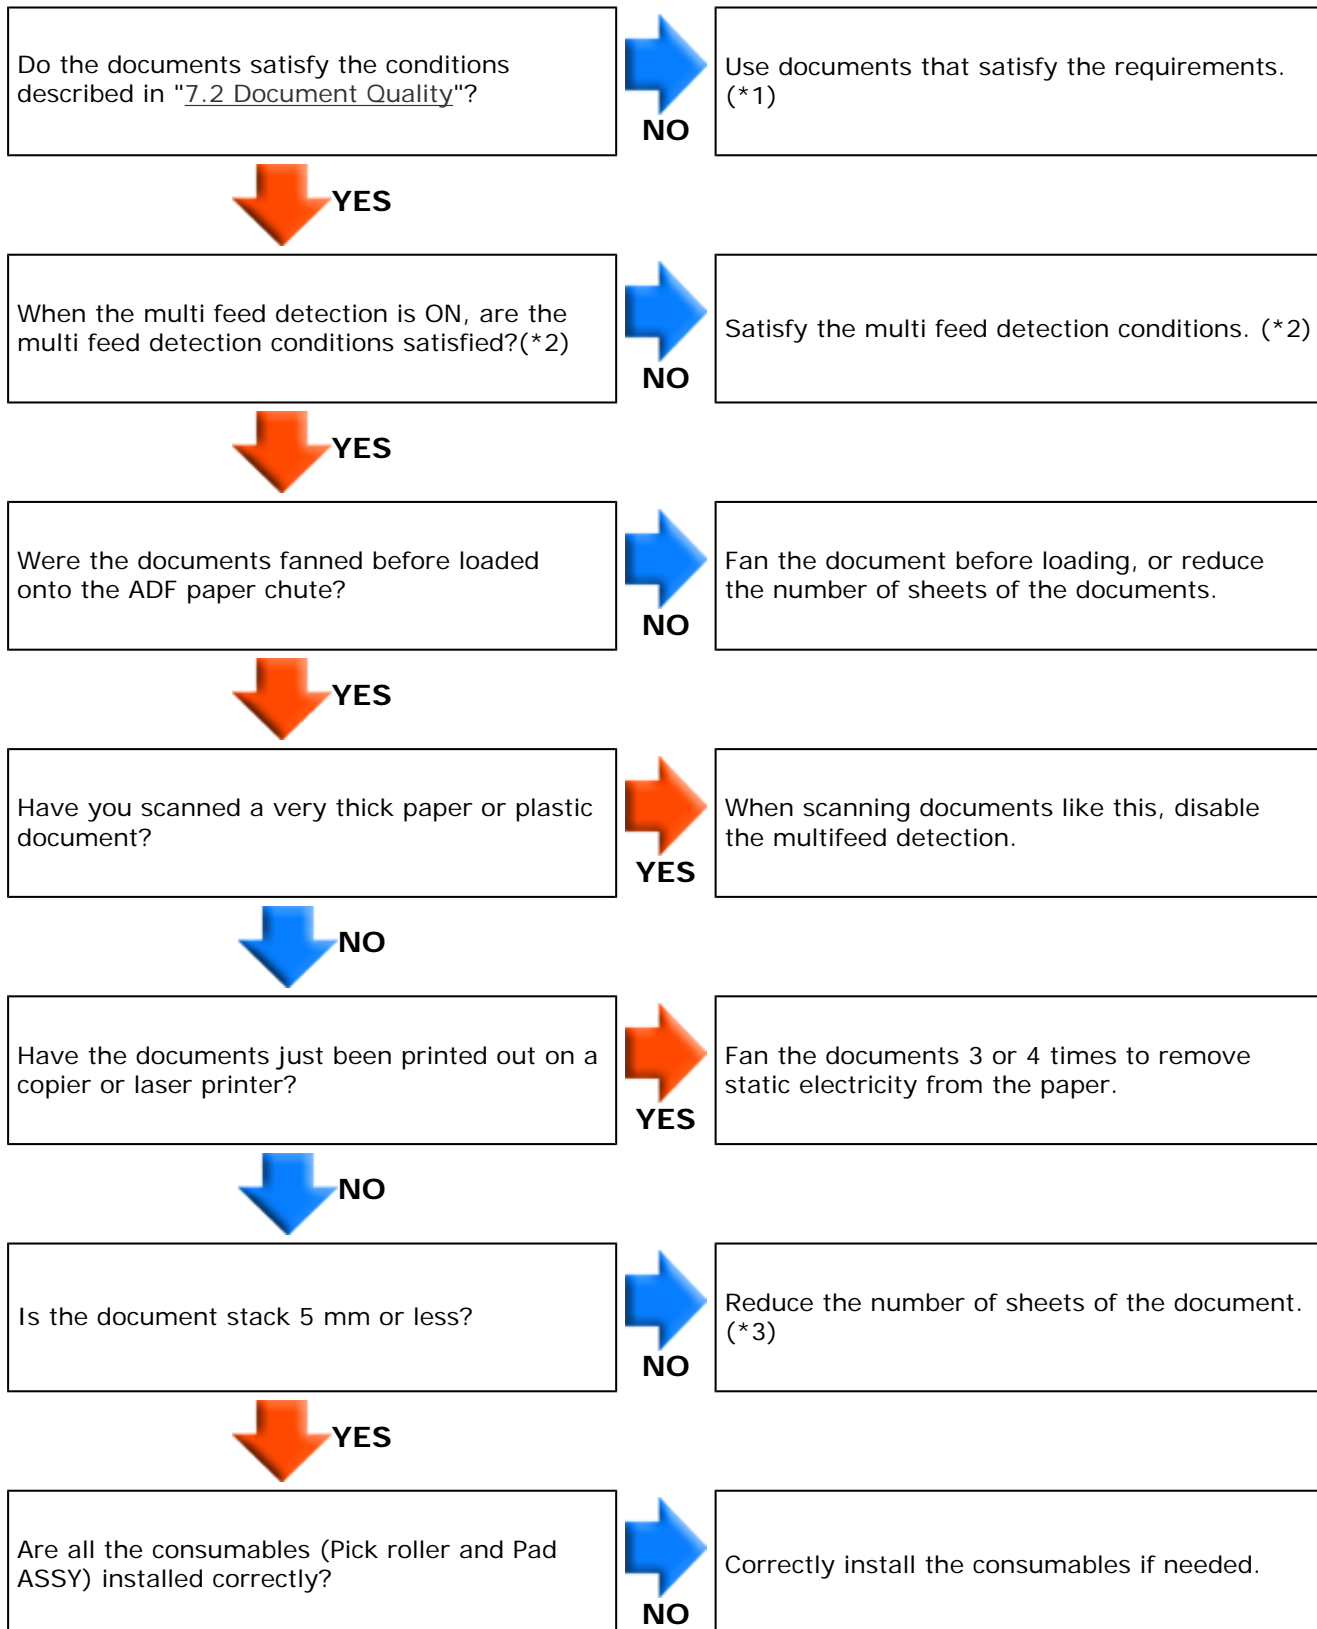 Do the documents satisfy the conditions
described in "7.2 Document Quality"?
NO
Use documents that satisfy the requirements.
(*1)
YES
When the multi feed detection is ON, are the
multi feed detection conditions satisfied?(*2)
NO
Satisfy the multi feed detection conditions. (*2)
YES
Were the documents fanned before loaded
onto the ADF paper chute?
NO
Fan the document before loading, or reduce
the number of sheets of the documents.
YES
Have you scanned a very thick paper or plastic
document?
YES
When scanning documents like this, disable
the multifeed detection.
NO
Have the documents just been printed out on a
copier or laser printer?
YES
Fan the documents 3 or 4 times to remove
static electricity from the paper.
NO
Is the document stack 5 mm or less?
NO
Reduce the number of sheets of the document.
(*3)
YES
Are all the consumables (Pick roller and Pad
ASSY) installed correctly?
NO
Correctly install the consumables if needed.